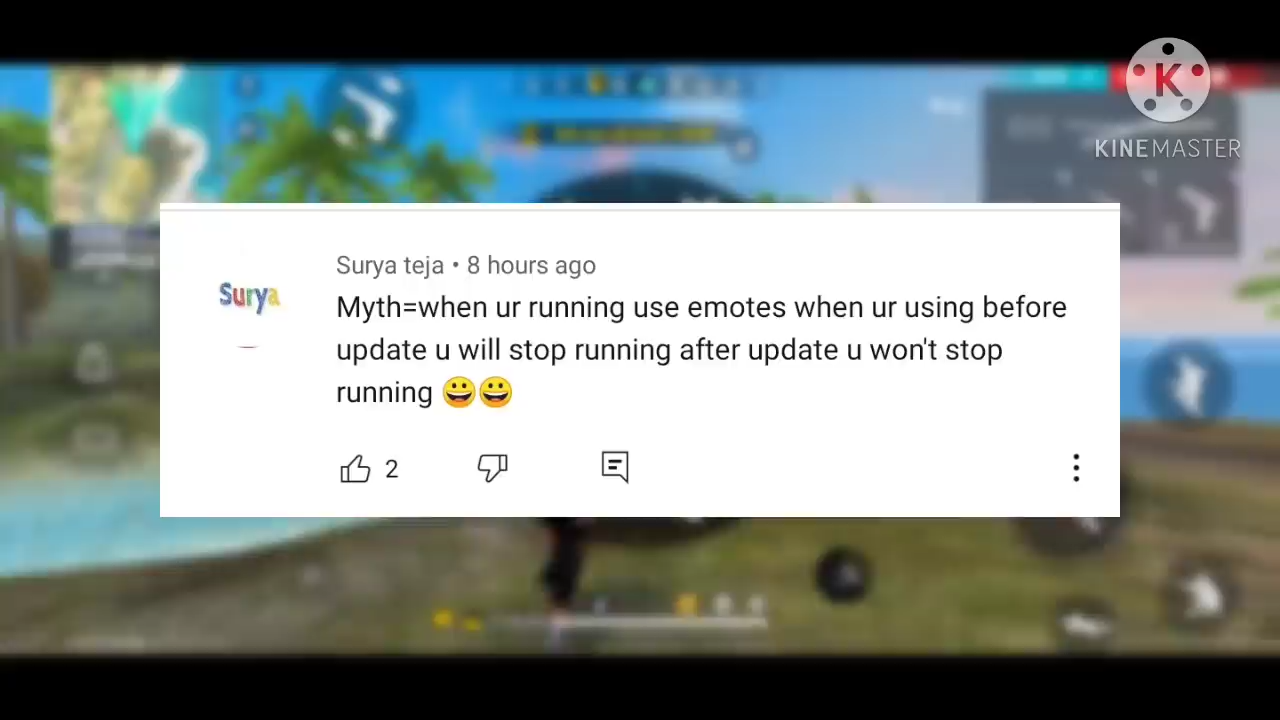 KINEMASTER
Surya
Surya teja • 8 hours ago
Myth=when ur running use emotes when ur using before
update u will stop running after update u won't stop
running 😀😀
2